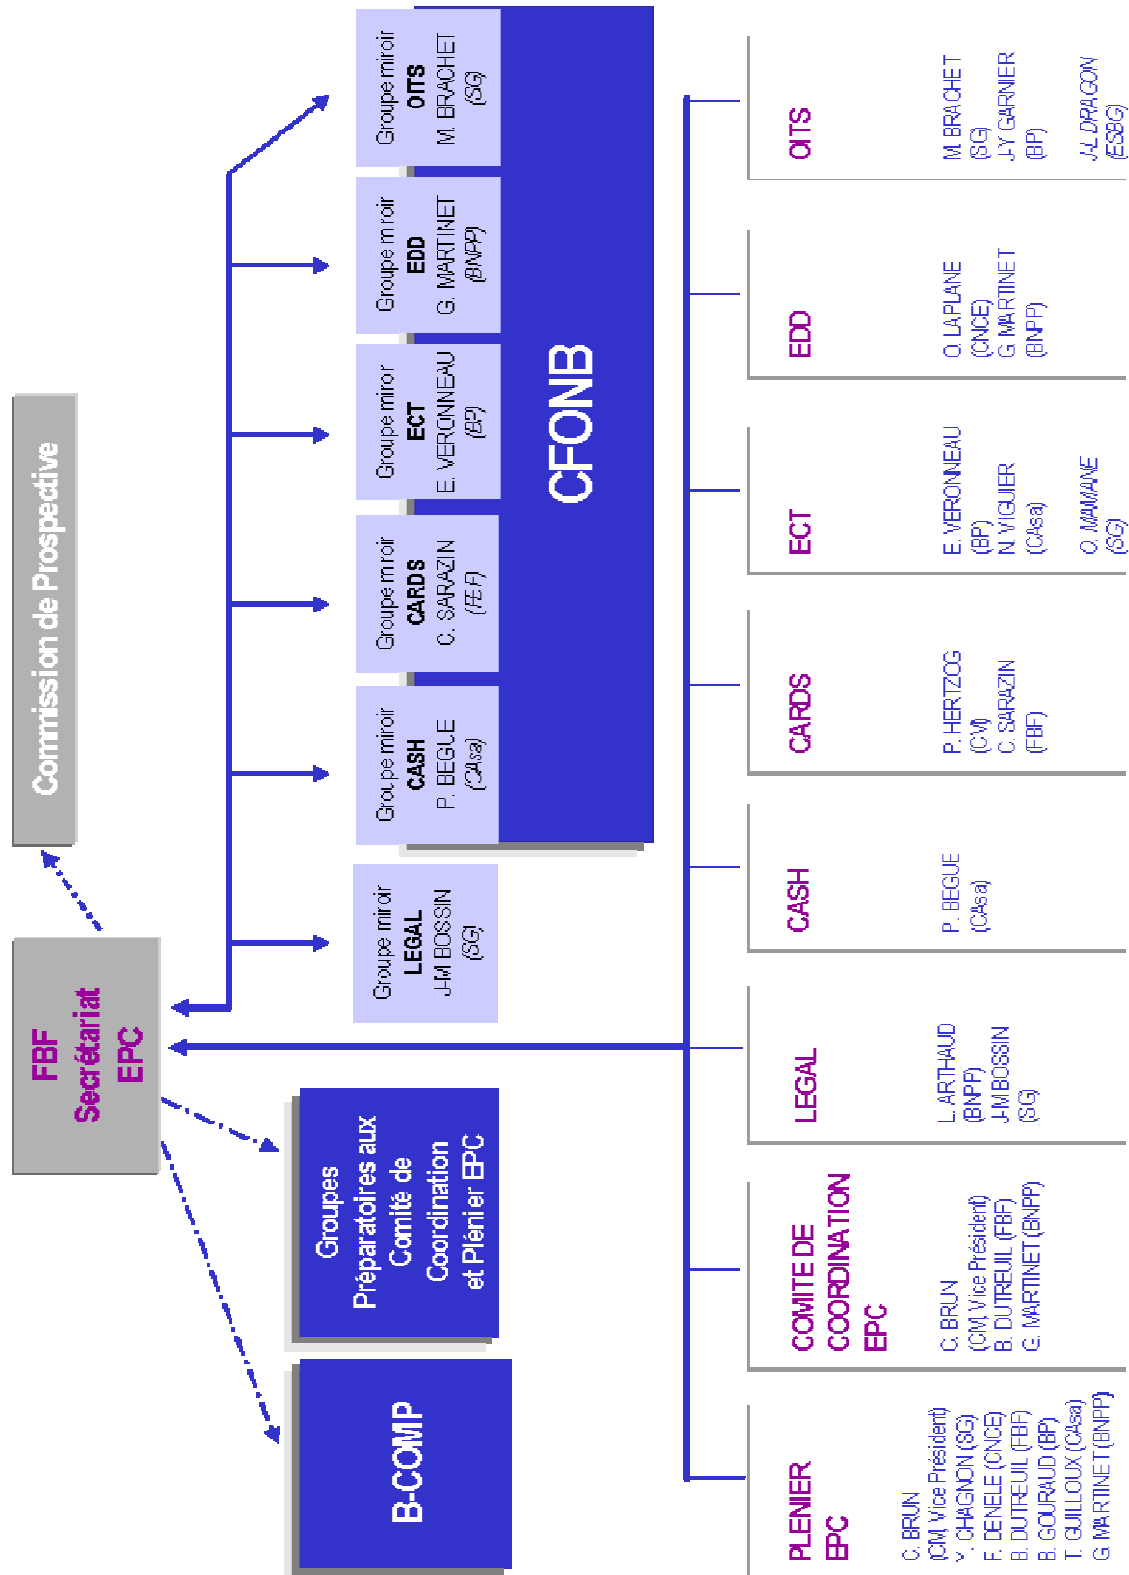 Commission de Prospective
FBF
Secrétariat
EPC
B-COMP
Groupes
Préparatoires aux
Comité de
Coordination
et Plénier EPC
Groupe miroir
LEGAL
J-M BOSSIN
(SG)
Groupe miroir
CASH
P. BEGUE
(CAsa)
Groupe miroir
CARDS
C. SARAZIN
(FBF)
Groupe miror
ECT
E. VERONNEAU
(BP)
Groupe miroir
EDD
G. MARTINET
(BNPP)
Groupe miroir
OITS
M. BRACHET
(SG)
CFONB
PLENIER
EPC
C. BRUN
(CM, Vice Président)
Y. CHAGNON (SG)
F. DENELE (CNCE)
B. DUTREUIL (FBF)
B. GOURAUD (BP)
T. GUILLOUX (CAsa)
G. MARTINET (BNPP)
COMITE DE
COORDINATION
EPC
C. BRUN
(CM, Vice Président)
B. DUTREUIL (FBF)
G. MARTINET (BNPP)
LEGAL
L. ARTHAUD
(BNPP)
J-M BOSSIN
(SG)
CASH
P. BEGUE
(CAsa)
CARDS
P. HERTZOG
(CM)
C. SARAZIN
(FBF)
ECT
E. VERONNEAU
(BP)
N. VIGUIER
(CAsa)
O. MAMANE
(SG)
EDD
O. LAPLANE
(CNCE)
G. MARTINET
(BNPP)
OITS
M. BRACHET
(SG)
J-Y GARNIER
(BP)
J-L DRAGON
(ESBG)